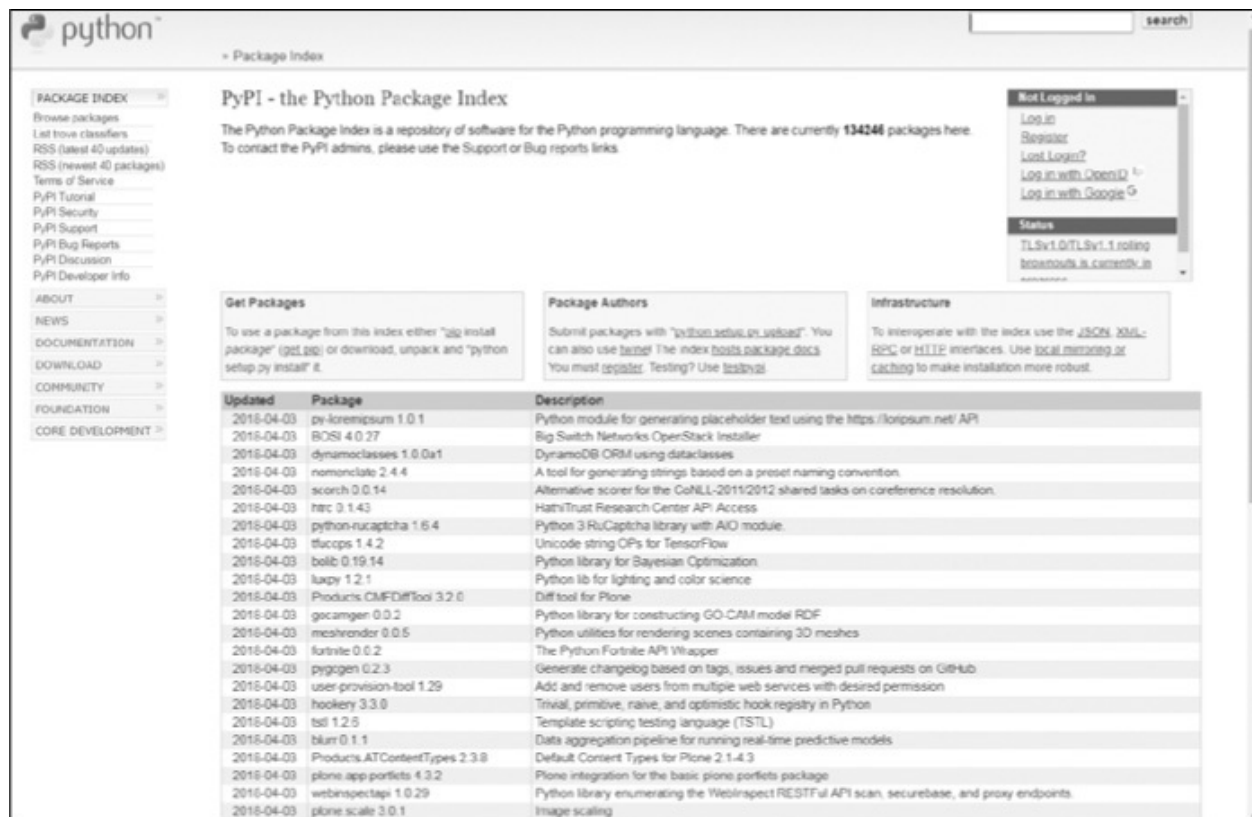 python™
search
» Package Index
PACKAGE INDEX »
Browse packages
List trove classifiers
RSS (latest 40 updates)
RSS (newest 40 packages)
Terms of Service
PyPI Tutorial
PyPI Security
PyPI Support
PyPI Bug Reports
PyPI Discussion
PyPI Developer Info
ABOUT »
NEWS »
DOCUMENTATION »
DOWNLOAD »
COMMUNITY »
FOUNDATION »
CORE DEVELOPMENT »
PyPI - the Python Package Index
The Python Package Index is a repository of software for the Python programming language. There are currently 134246 packages here.
To contact the PyPI admins, please use the Support or Bug reports links.
Not Logged In
Log in
Register
Lost Login?
Log in with OpenID
Log in with Google G
Status
TLSv1.0/TLSv1.1 rolling
brownouts is currently in
Get Packages
To use a package from this index either "pip install
package" (get pip) or download, unpack and "python
setup.py install" it.
Package Authors
Submit packages with "python setup.py upload". You
can also use twine! The index hosts package docs.
You must register. Testing? Use testpypi.
Infrastructure
To interoperate with the index use the JSON, XML-
RPC or HTTP interfaces. Use local mirroring or
caching to make installation more robust.
Updated Package Description
2018-04-03 py-loremipsum 1.0.1 Python module for generating placeholder text using the https://loripsum.net/ API
2018-04-03 BOSI 4.0.27 Big Switch Networks OpenStack Installer
2018-04-03 dynamoclasses 1.0.0a1 DynamoDB ORM using dataclasses
2018-04-03 nomenclate 2.4.4 A tool for generating strings based on a preset naming convention.
2018-04-03 scorch 0.0.14 Alternative scorer for the CoNLL-2011/2012 shared tasks on coreference resolution.
2018-04-03 htrc 0.1.43 HathiTrust Research Center API Access
2018-04-03 python-rucaptcha 1.6.4 Python 3 RuCaptcha library with AIO module.
2018-04-03 tfuccps 1.4.2 Unicode string OPs for TensorFlow
2018-04-03 bolib 0.19.14 Python library for Bayesian Optimization.
2018-04-03 luxpy 1.2.1 Python lib for lighting and color science
2018-04-03 Products.CMFDiffTool 3.2.0 Diff tool for Plone
2018-04-03 gocamgen 0.0.2 Python library for constructing GO-CAM model RDF
2018-04-03 meshrender 0.0.5 Python utilities for rendering scenes containing 3D meshes
2018-04-03 fortnite 0.0.2 The Python Fortnite API Wrapper
2018-04-03 pygcgen 0.2.3 Generate changelog based on tags, issues and merged pull requests on GitHub
2018-04-03 user-provision-tool 1.29 Add and remove users from multiple web services with desired permission
2018-04-03 hookery 3.3.0 Trivial, primitive, naive, and optimistic hook registry in Python
2018-04-03 tstl 1.2.6 Template scripting testing language (TSTL)
2018-04-03 blurr 0.1.1 Data aggregation pipeline for running real-time predictive models
2018-04-03 Products.ATContentTypes 2.3.8 Default Content Types for Plone 2.1-4.3
2018-04-03 plone.app.portlets 4.3.2 Plone integration for the basic plone.portlets package
2018-04-03 webinspectapi 1.0.29 Python library enumerating the WebInspect RESTFul API scan, securebase, and proxy endpoints.
2018-04-03 plone.scale 3.0.1 Image scaling